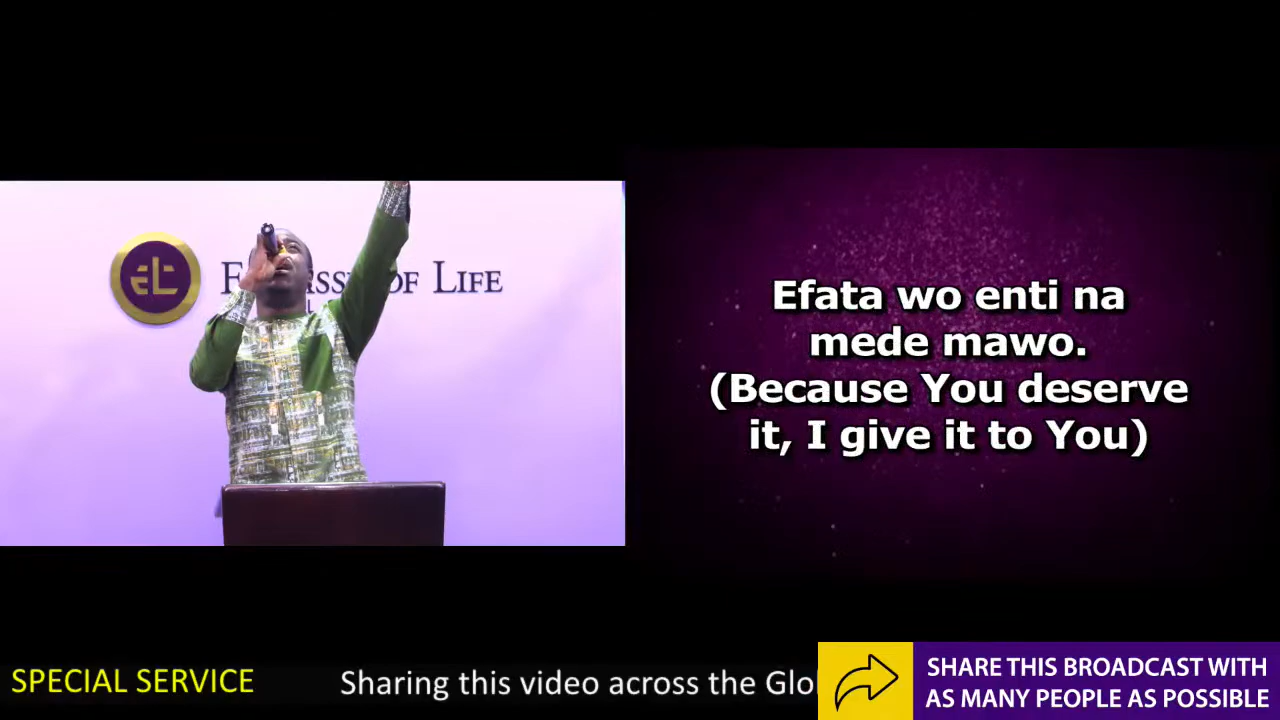 OF LIFE
Efata wo enti na
mede mawo.
(Because You deserve
it, I give it to You)
SPECIAL SERVICE
Sharing this video across the
SHARE THIS BROADCAST WITH
AS MANY PEOPLE AS POSSIBLE